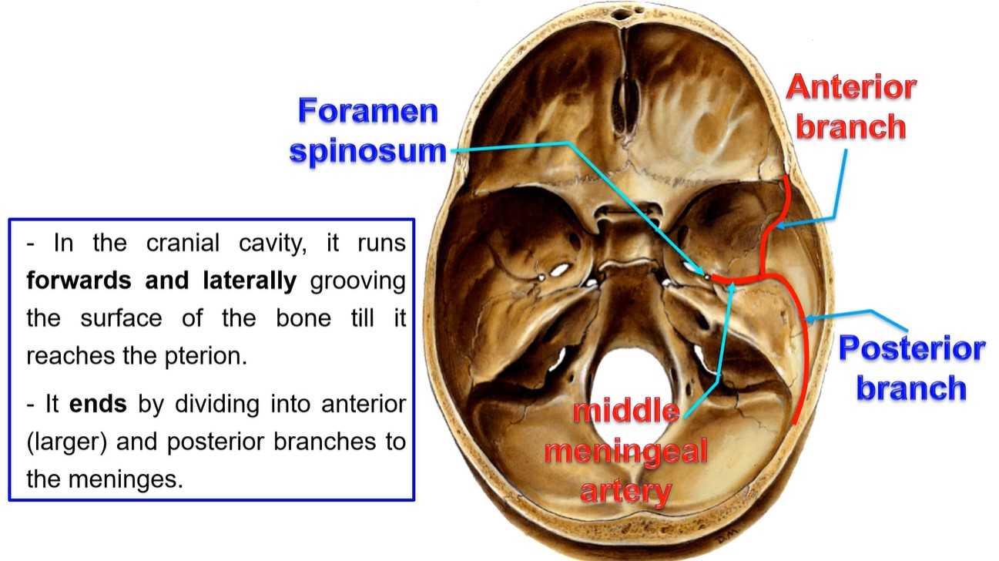 Anterior
branch
Foramen
spinosum
- In the cranial cavity, it runs
forwards and laterally grooving
the surface of the bone till it
reaches the pterion.
- It ends by dividing into anterior
(larger) and posterior branches to
the meninges.
Posterior
branch
middle
meningeal
artery
D.M